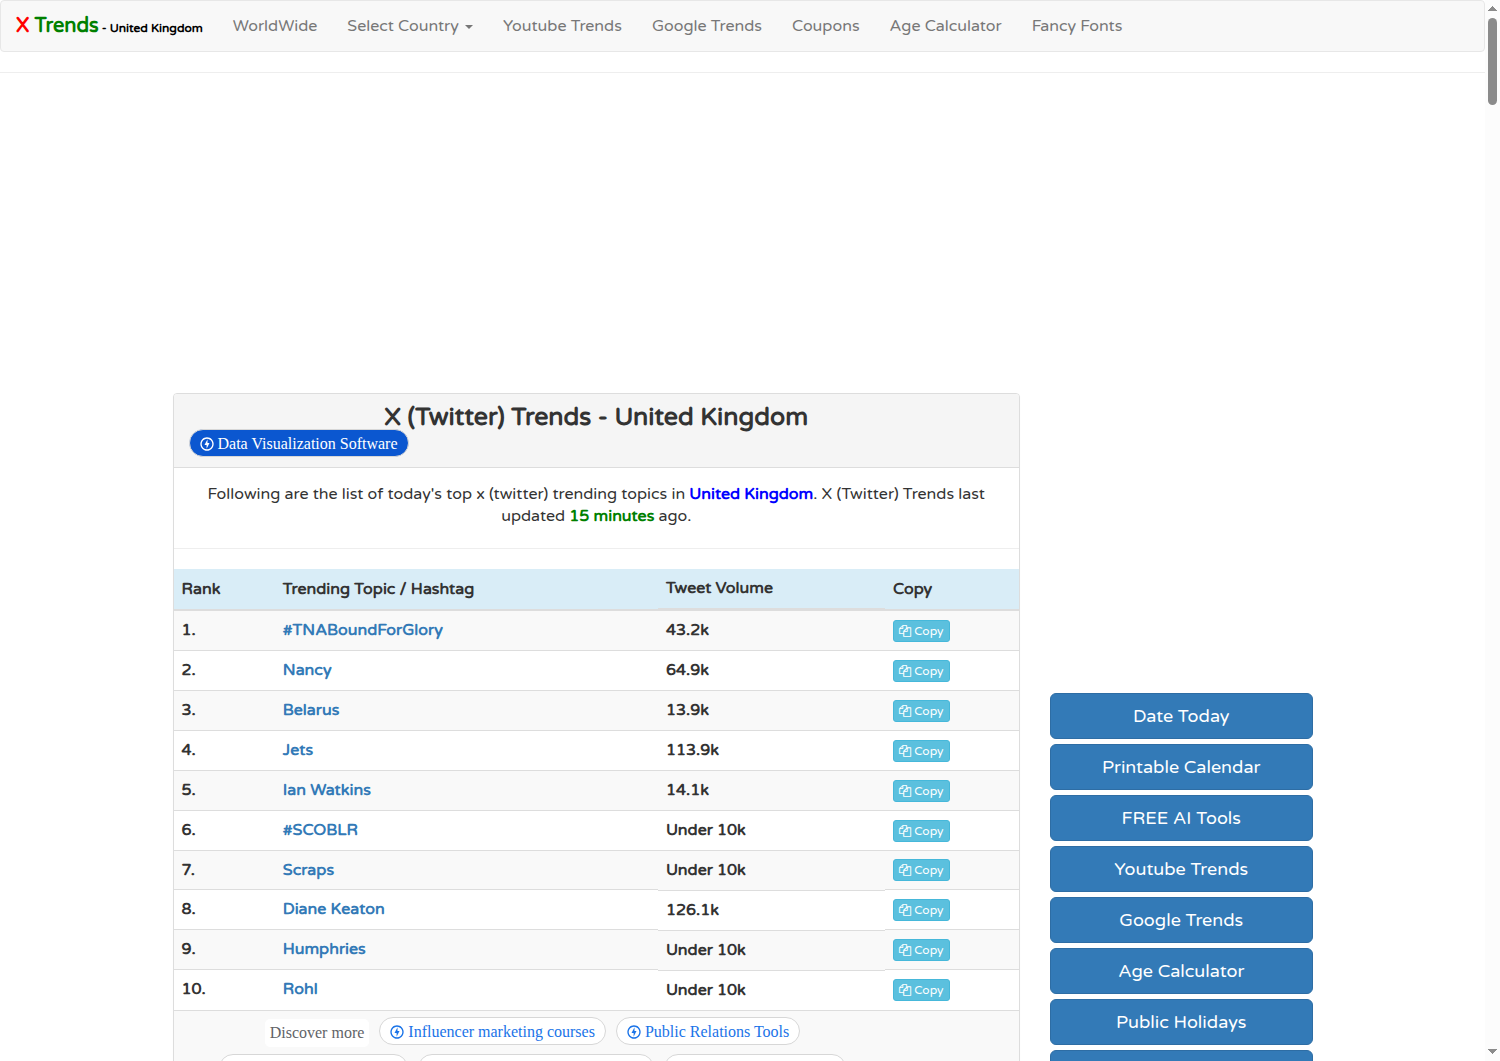 X Trends - United Kingdom WorldWide Select Country Youtube Trends Google Trends Coupons Age Calculator Fancy Fonts
X (Twitter) Trends - United Kingdom
Data Visualization Software
Following are the list of today's top x (twitter) trending topics in United Kingdom. X (Twitter) Trends last
updated 15 minutes ago.
Rank Trending Topic / Hashtag Tweet Volume Copy
1. #TNABoundForGlory 43.2k Copy
2. Nancy 64.9k Copy
3. Belarus 13.9k Copy
4. Jets 113.9k Copy
5. Ian Watkins 14.1k Copy
6. #SCOBLR Under 10k Copy
7. Scraps Under 10k Copy
8. Diane Keaton 126.1k Copy
9. Humphries Under 10k Copy
10. Rohl Under 10k Copy
Discover more Influencer marketing courses Public Relations Tools
Date Today
Printable Calendar
FREE AI Tools
Youtube Trends
Google Trends
Age Calculator
Public Holidays